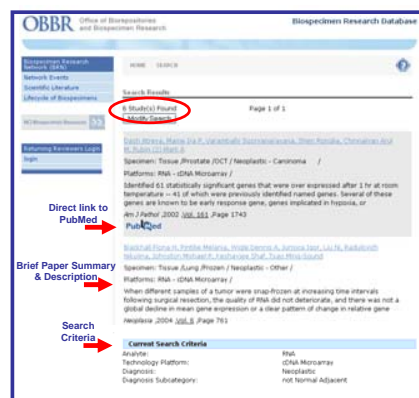 OBBR Office of Biorepositories and Biospecimen Research
Biospecimen Research Database
Biospecimen Research Network (BRN)
Network Events
Scientific Literature
Lifecycle of Biospecimens
Returning Reviewers Login
login
HOME SEARCH
Search Results
6 Study(s) Found Page 1 of 1
Modify Search
Specimen: Tissue /Prostate /OCT / Neoplastic - Carcinoma /
Platforms: RNA - cDNA Microarray /
Identified 61 statistically significant genes that were over expressed after 1 hr at room
temperature -- 41 of which were previously identified named genes. Several of these
genes are known to be early response gene, genes implicated in hypoxia, or
Am J Pathol ,2002 ,Vol. 161 ,Page 1743
PubMed
Direct link to
PubMed
Specimen: Tissue /Lung /Frozen / Neoplastic - Other /
Platforms: RNA - cDNA Microarray /
Brief Paper Summary
& Description
When different samples of a tumor were snap-frozen at increasing time intervals
following surgical resection, the quality of RNA did not deteriorate, and there was not a
global decline in mean gene expression or a clear pattern of change in relative gene
Neoplasia ,2004 ,Vol. 6 ,Page 761
Search
Criteria
Current Search Criteria
Analyte: RNA
Technology Platform: cDNA Microarray
Diagnosis: Neoplastic
Diagnosis Subcategory: not Normal Adjacent